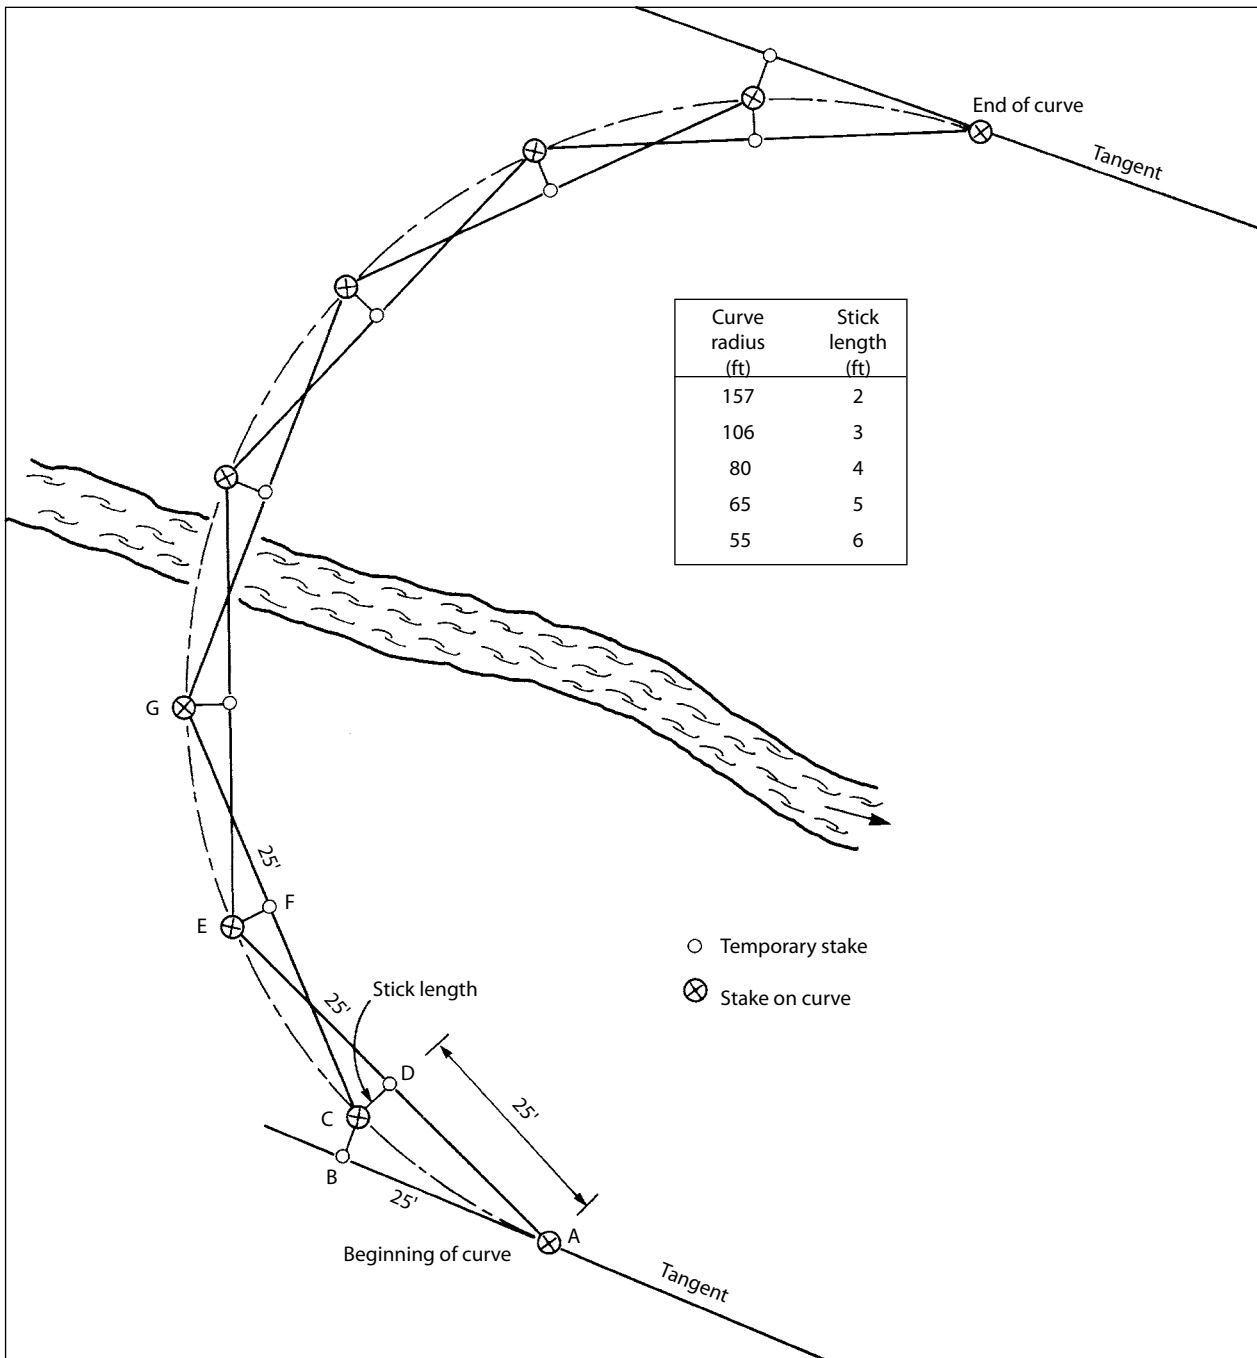 End of curve
Tangent
Curve radius (ft) Stick length (ft)
157 2
106 3
80 4
65 5
55 6
G
25'
F
E
Temporary stake
Stick length
Stake on curve
25'
D
25'
C
B
25'
A
Beginning of curve
Tangent